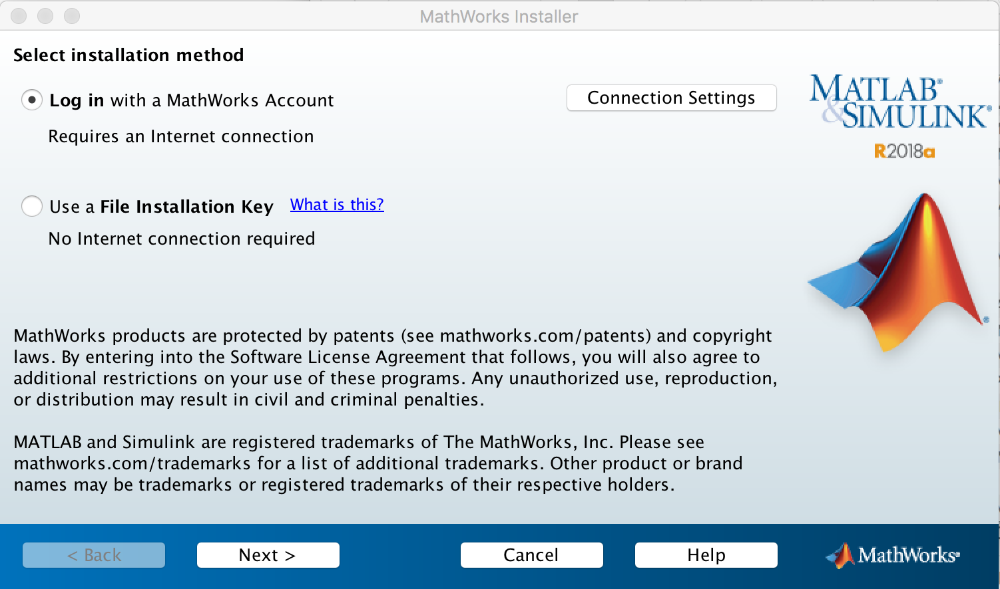 MathWorks Installer
Select installation method
Log in with a MathWorks Account
Connection Settings
Requires an Internet connection
MATLAB®
&SIMULINK®
R2018a
Use a File Installation Key What is this?
No Internet connection required
®
MathWorks products are protected by patents (see mathworks.com/patents) and copyright
laws. By entering into the Software License Agreement that follows, you will also agree to
additional restrictions on your use of these programs. Any unauthorized use, reproduction,
or distribution may result in civil and criminal penalties.
MATLAB and Simulink are registered trademarks of The MathWorks, Inc. Please see
mathworks.com/trademarks for a list of additional trademarks. Other product or brand
names may be trademarks or registered trademarks of their respective holders.
< Back
Next >
Cancel
Help
MathWorks®